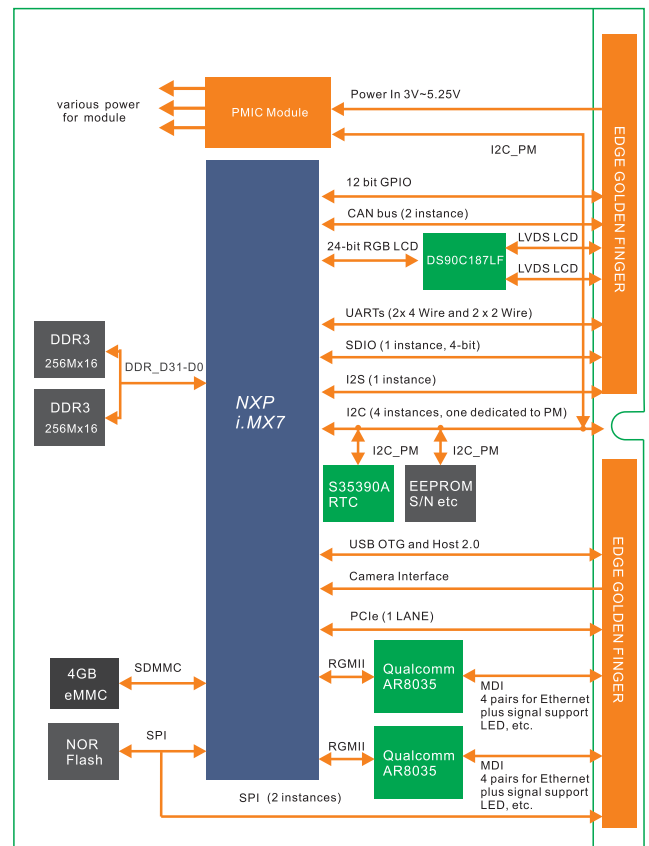 various power
for module
PMIC Module
Power In 3V~5.25V
I2C_PM
EDGE GOLDEN FINGER
12 bit GPIO
CAN bus (2 instance)
24-bit RGB LCD
DS90C187LF
LVDS LCD
LVDS LCD
UARTs (2x 4 Wire and 2 x 2 Wire)
SDIO (1 instance, 4-bit)
I2S (1 instance)
I2C (4 instances, one dedicated to PM)
DDR3
256Mx16
DDR3
256Mx16
DDR_D31-D0
NXP
i.MX7
I2C_PM
I2C_PM
S35390A
RTC
EEPROM
S/N etc
USB OTG and Host 2.0
Camera Interface
PCIe (1 LANE)
EDGE GOLDEN FINGER
4GB
eMMC
SDMMC
RGMII
Qualcomm
AR8035
MDI
4 pairs for Ethernet
plus signal support
LED, etc.
NOR
Flash
SPI
RGMII
Qualcomm
AR8035
MDI
4 pairs for Ethernet
plus signal support
LED, etc.
SPI (2 instances)